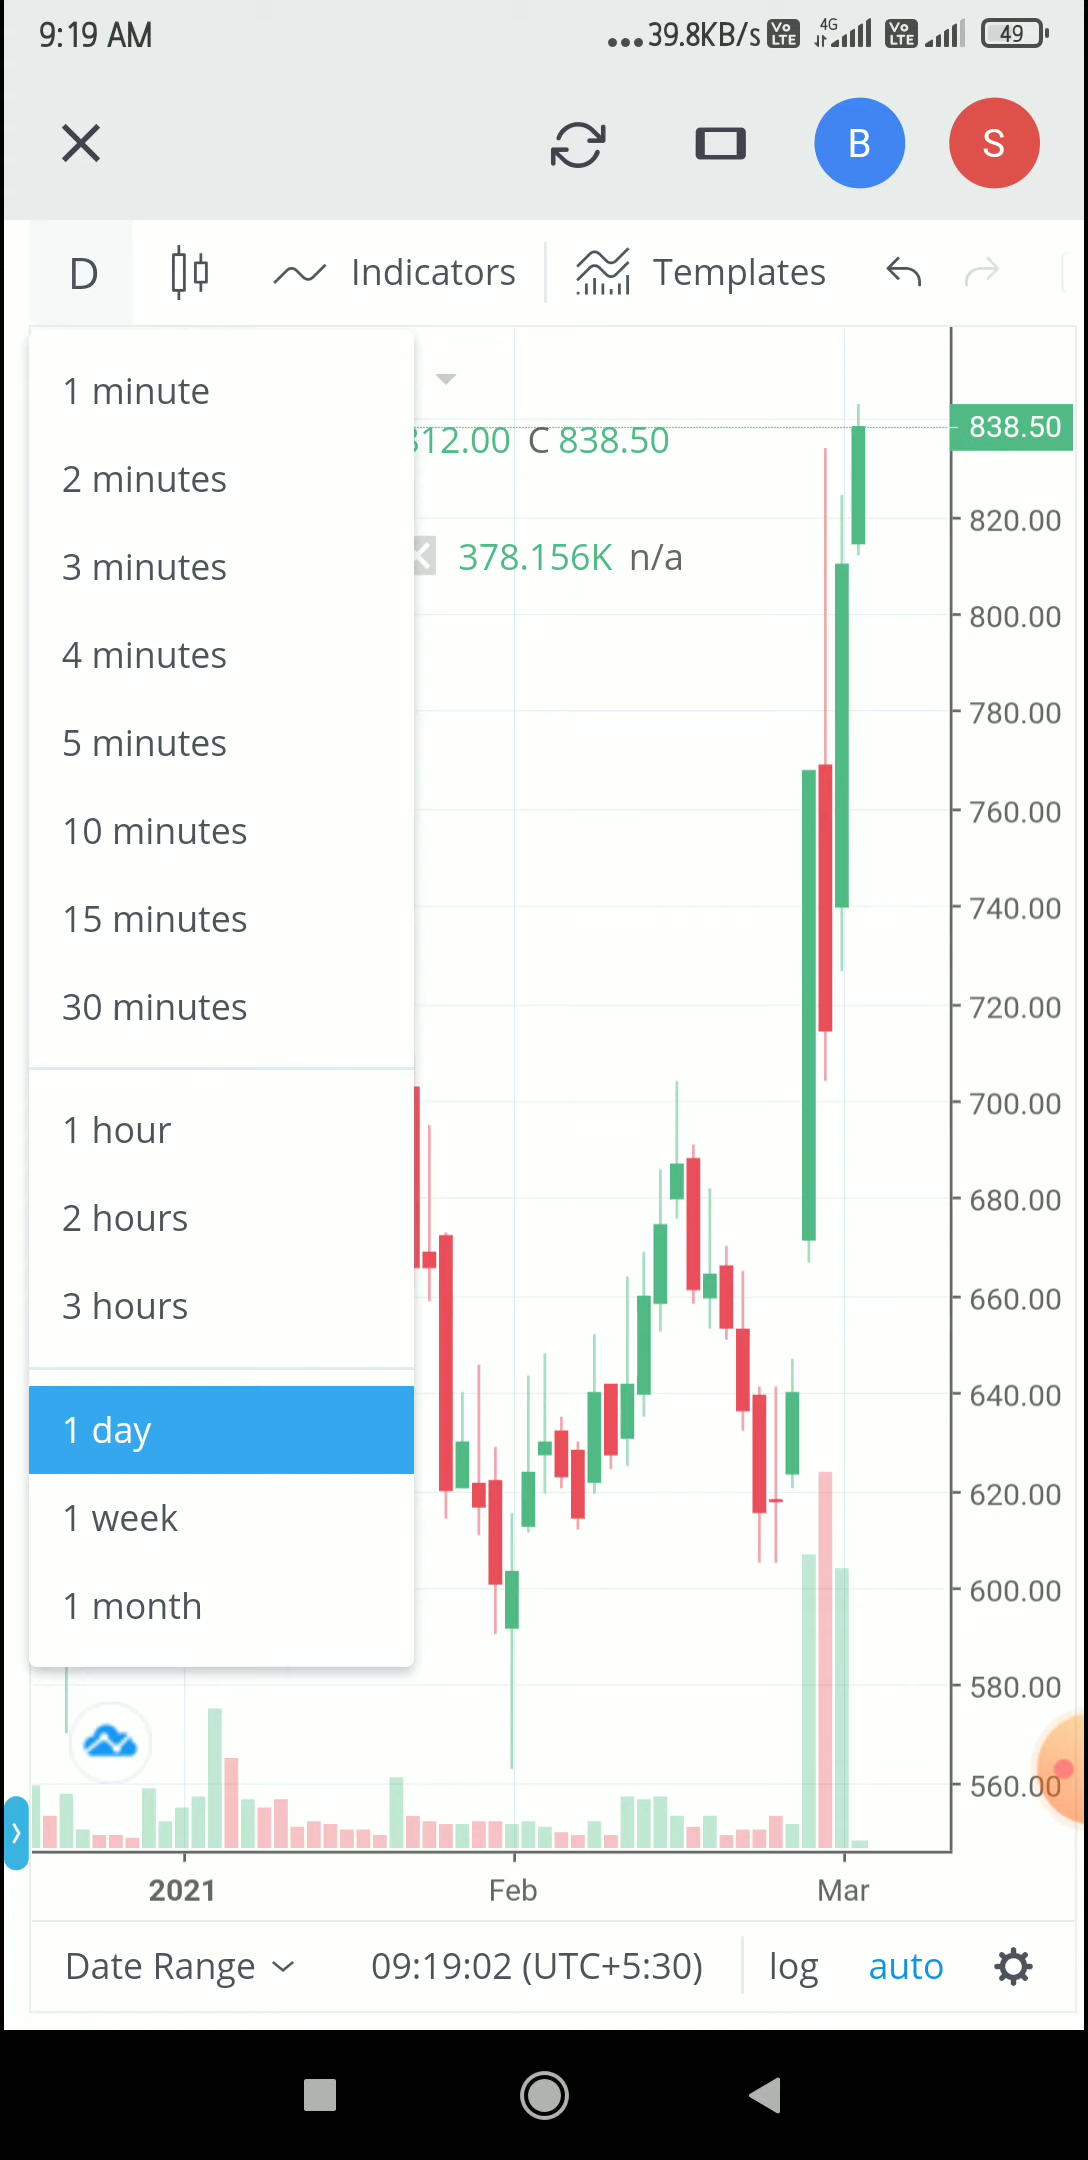 9:19 AM
...39.8KB/s Vo LTE 4G Vo LTE 49
B S
D Indicators Templates
1 minute
2 minutes
3 minutes
4 minutes
5 minutes
10 minutes
15 minutes
30 minutes
1 hour
2 hours
3 hours
1 day
1 week
1 month
12.00 C 838.50
378.156K n/a
838.50
820.00
800.00
780.00
760.00
740.00
720.00
700.00
680.00
660.00
640.00
620.00
600.00
580.00
560.00
2021 Feb Mar
Date Range 09:19:02 (UTC+5:30) log auto